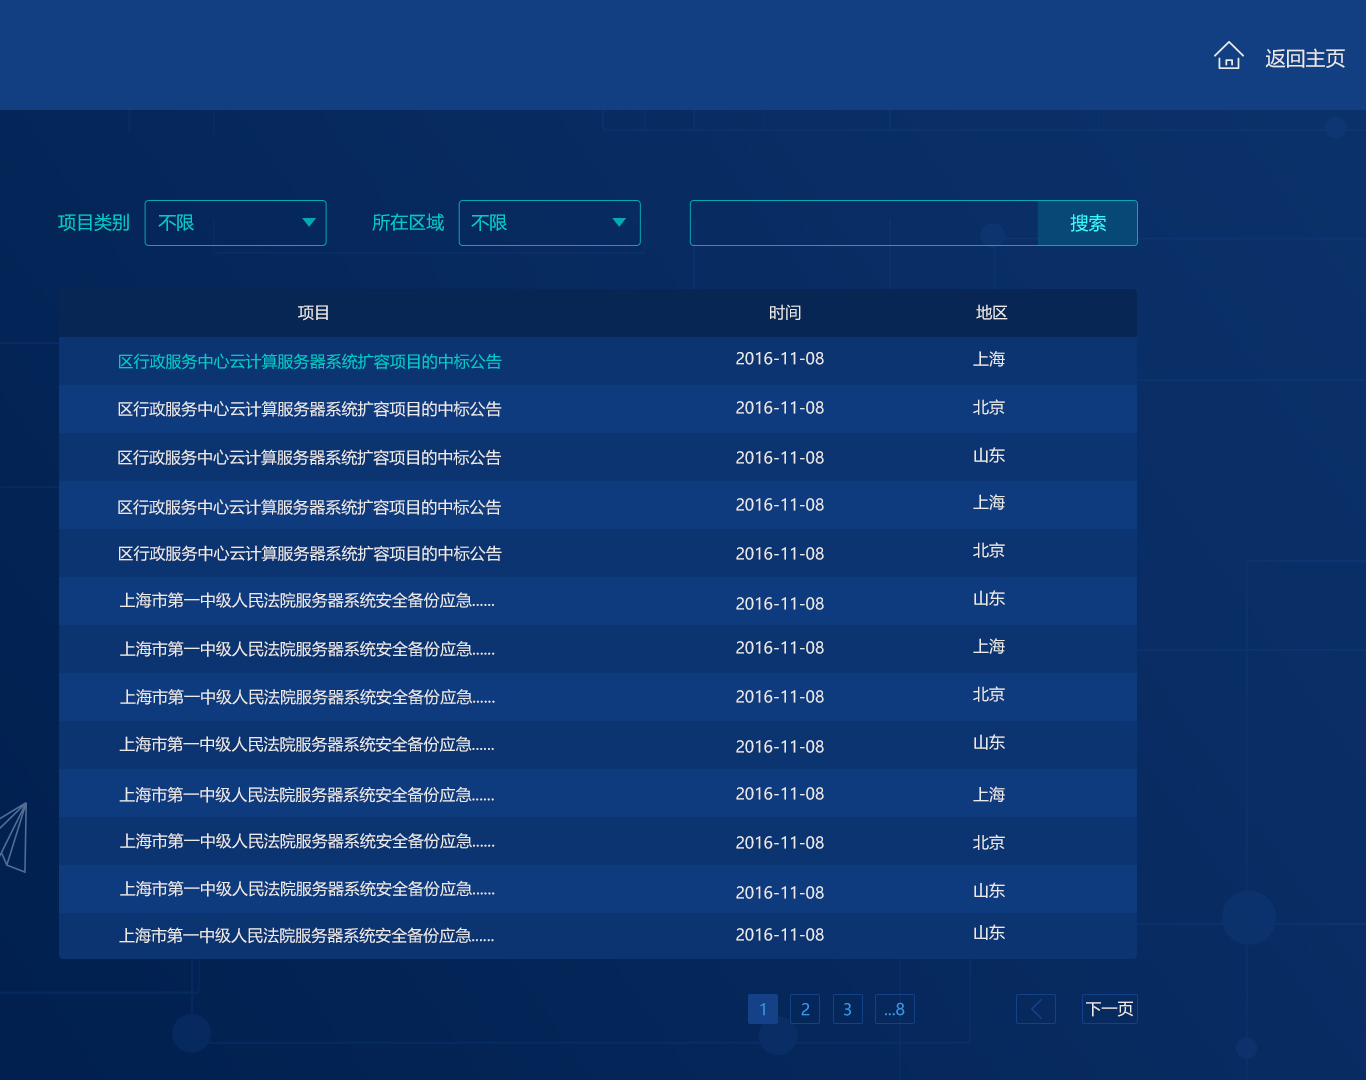 返回主页
项目类别 不限 所在区域 不限 搜索
项目 时间 地区
区行政服务中心云计算服务器系统扩容项目的中标公告 2016-11-08 上海
区行政服务中心云计算服务器系统扩容项目的中标公告 2016-11-08 北京
区行政服务中心云计算服务器系统扩容项目的中标公告 2016-11-08 山东
区行政服务中心云计算服务器系统扩容项目的中标公告 2016-11-08 上海
区行政服务中心云计算服务器系统扩容项目的中标公告 2016-11-08 北京
上海市第一中级人民法院服务器系统安全备份应急...... 2016-11-08 山东
上海市第一中级人民法院服务器系统安全备份应急...... 2016-11-08 上海
上海市第一中级人民法院服务器系统安全备份应急...... 2016-11-08 北京
上海市第一中级人民法院服务器系统安全备份应急...... 2016-11-08 山东
上海市第一中级人民法院服务器系统安全备份应急...... 2016-11-08 上海
上海市第一中级人民法院服务器系统安全备份应急...... 2016-11-08 北京
上海市第一中级人民法院服务器系统安全备份应急...... 2016-11-08 山东
上海市第一中级人民法院服务器系统安全备份应急...... 2016-11-08 山东
1 2 3 ...8 下一页